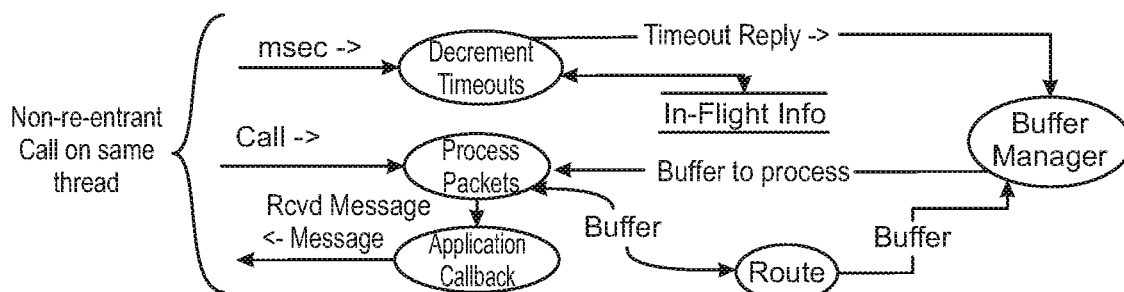 msec ->
Decrement
Timeouts
Timeout Reply ->
In-Flight Info
Buffer
Manager
Non-re-entrant
Call on same
thread
Call ->
Process
Packets
Buffer to process
Rcvd Message
<- Message
Application
Callback
Buffer
Route
Buffer